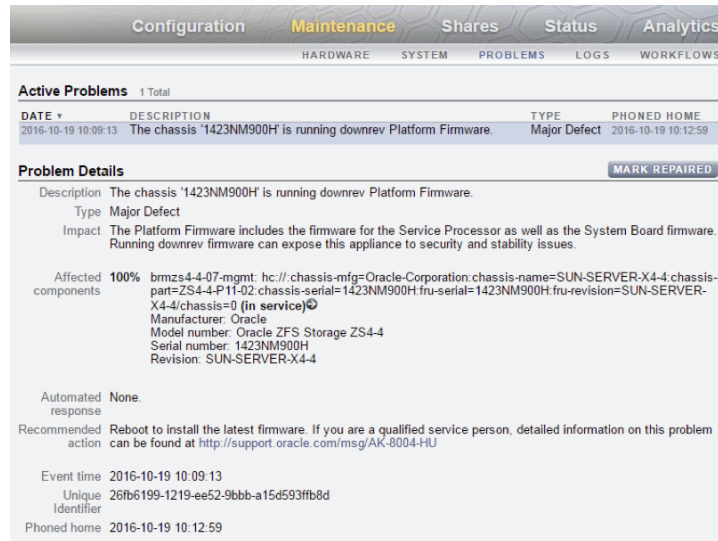 Configuration Maintenance Shares Status Analytics
HARDWARE SYSTEM PROBLEMS LOGS WORKFLOWS
Active Problems 1 Total
DATE DESCRIPTION TYPE PHONED HOME
2016-10-19 10:09:13 The chassis '1423NM900H' is running downrev Platform Firmware. Major Defect 2016-10-19 10:12:59
Problem Details MARK REPAIRED
Description The chassis '1423NM900H' is running downrev Platform Firmware.
Type Major Defect
Impact The Platform Firmware includes the firmware for the Service Processor as well as the System Board firmware.
Running downrev firmware can expose this appliance to security and stability issues.
Affected 100% brmzs4-4-07-mgmt: hc://:chassis-mfg=Oracle-Corporation:chassis-name=SUN-SERVER-X4-4:chassis-
components part=ZS4-4-P11-02:chassis-serial=1423NM900H:fru-serial=1423NM900H:fru-revision=SUN-SERVER-
X4-4/chassis=0 (in service)
Manufacturer: Oracle
Model number: Oracle ZFS Storage ZS4-4
Serial number: 1423NM900H
Revision: SUN-SERVER-X4-4
Automated None.
response
Recommended Reboot to install the latest firmware. If you are a qualified service person, detailed information on this problem
action can be found at http://support.oracle.com/msg/AK-8004-HU
Event time 2016-10-19 10:09:13
Unique 26fb6199-1219-ee52-9bbb-a15d593ffb8d
Identifier
Phoned home 2016-10-19 10:12:59